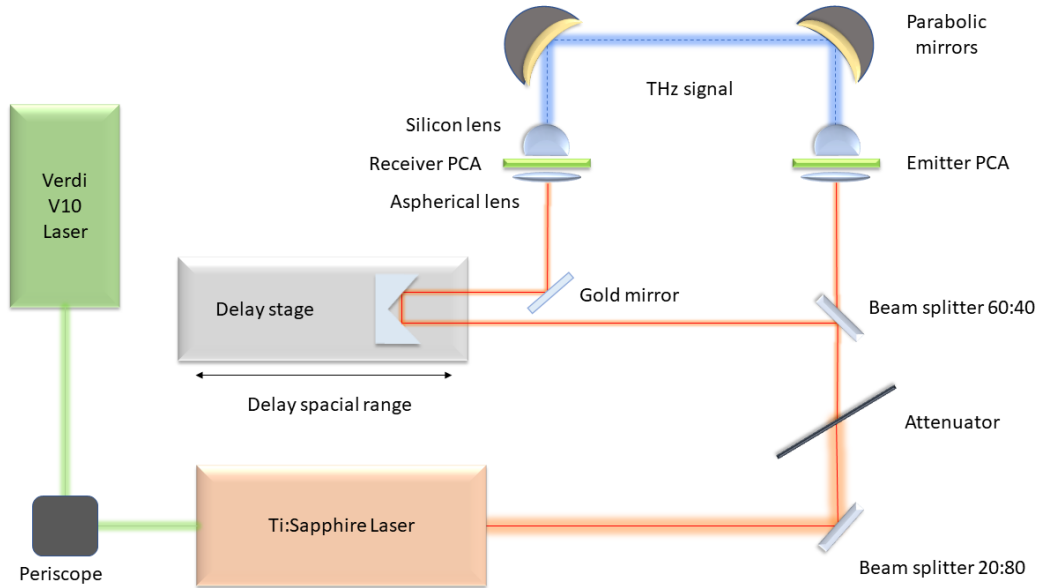 Parabolic
mirrors
THz signal
Silicon lens
Receiver PCA
Emitter PCA
Aspherical lens
Verdi
V10
Laser
Delay stage
Gold mirror
Beam splitter 60:40
Delay spacial range
Attenuator
Ti:Sapphire Laser
Periscope
Beam splitter 20:80